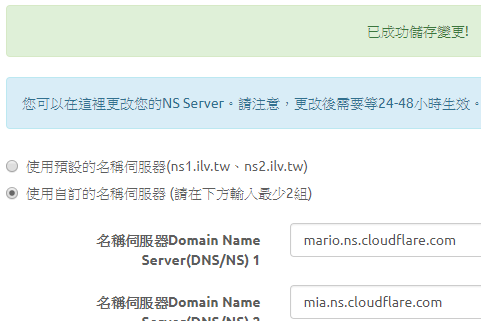 已成功儲存變更!
您可以在這裡更改您的NS Server。請注意，更改後需要等24-48小時生效。
使用預設的名稱伺服器(ns1.ilv.tw、ns2.ilv.tw)
使用自訂的名稱伺服器 (請在下方輸入最少2組)
名稱伺服器Domain Name
Server(DNS/NS) 1
mario.ns.cloudflare.com
名稱伺服器Domain Name
Server(DNS/NS) 2
mia.ns.cloudflare.com